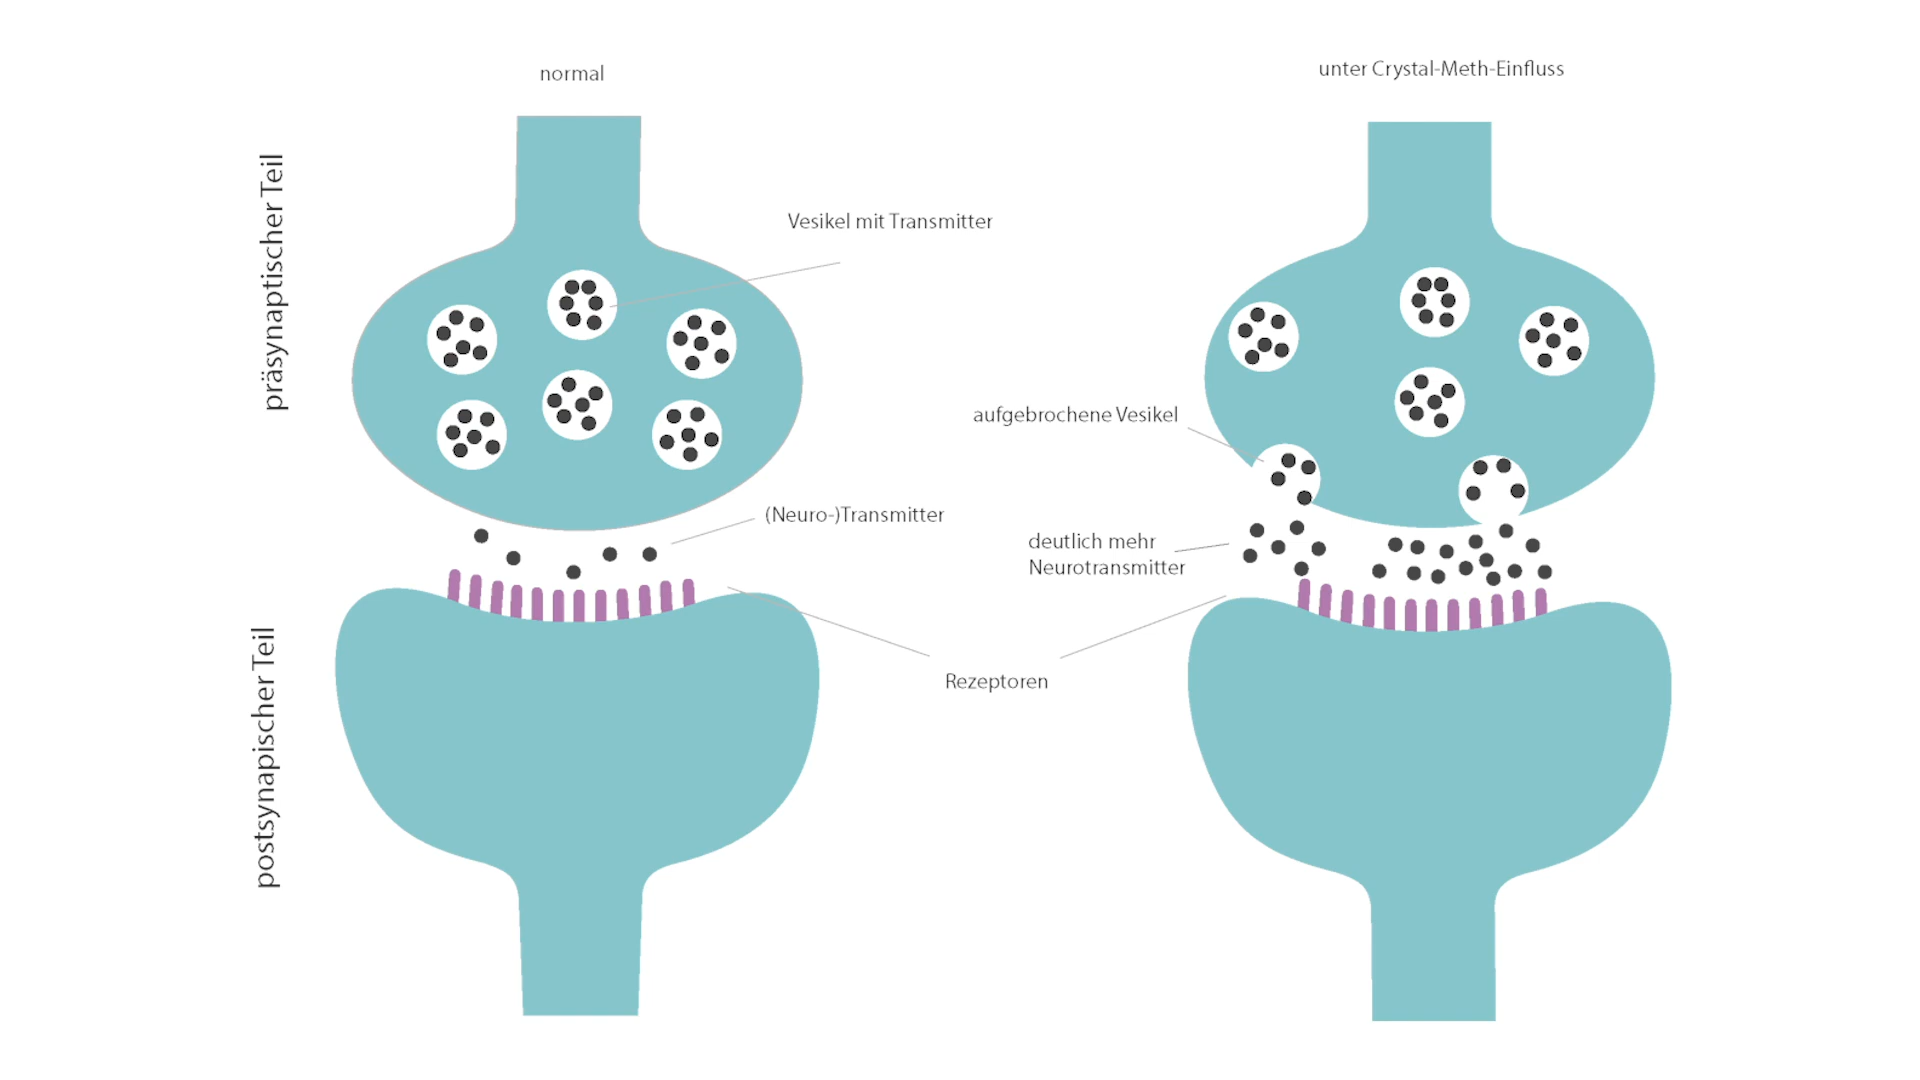 normal
unter Crystal-Meth-Einfluss
präsynaptischer Teil
Vesikel mit Transmitter
aufgebrochene Vesikel
(Neuro-)Transmitter
deutlich mehr
Neurotransmitter
Rezeptoren
postsynapischer Teil